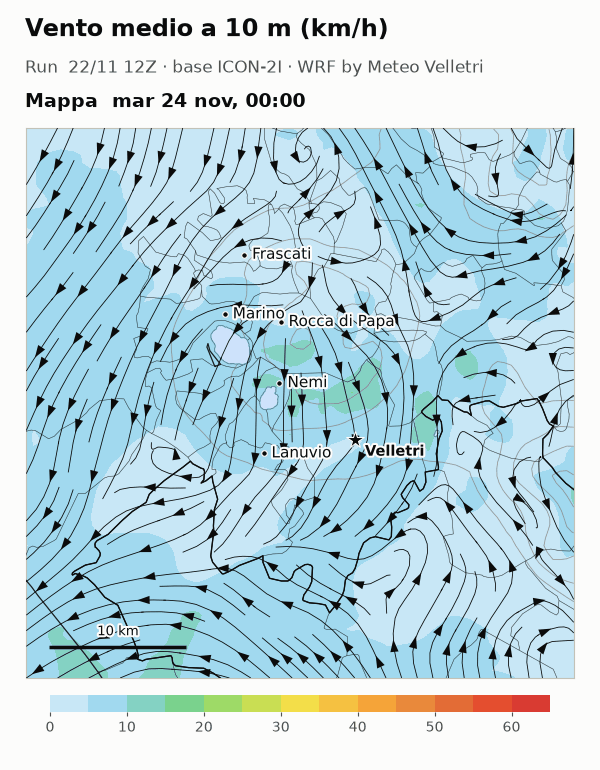 Vento medio a 10 m (km/h)
Run  22/11 12Z · base ICON-2I · WRF by Meteo Velletri
Mappa  mar 24 nov, 00:00
Frascati
Marino
Rocca di Papa
Nemi
Velletri
Lanuvio
10 km
0 10 20 30 40 50 60